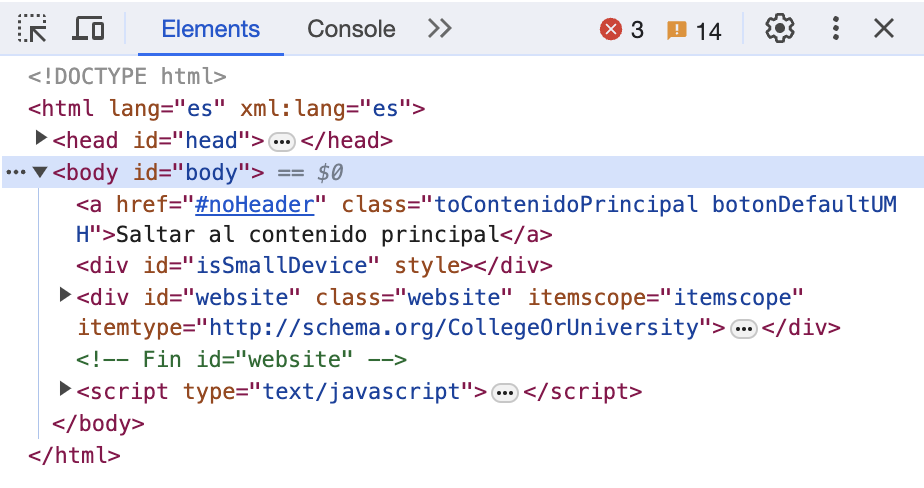 Elements Console 3 14
<!DOCTYPE html>
<html lang="es" xml:lang="es">
<head id="head">…</head>
<body id="body"> == $0
<a href="#noHeader" class="toContenidoPrincipal botonDefaultUM
H">Saltar al contenido principal</a>
<div id="isSmallDevice" style></div>
<div id="website" class="website" itemscope="itemscope"
itemtype="http://schema.org/CollegeOrUniversity">…</div>
<!-- Fin id="website" -->
<script type="text/javascript">…</script>
</body>
</html>